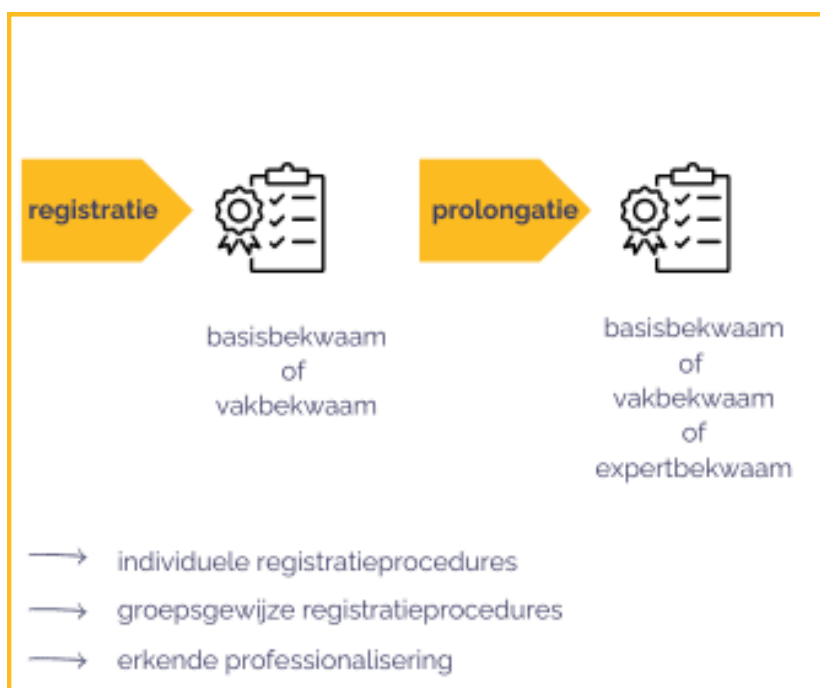 registratie
basisbekwaam
of
vakbekwaam
prolongatie
basisbekwaam
of
vakbekwaam
of
expertbekwaam
individuele registratieprocedures
groepsgewijze registratieprocedures
erkende professionalisering